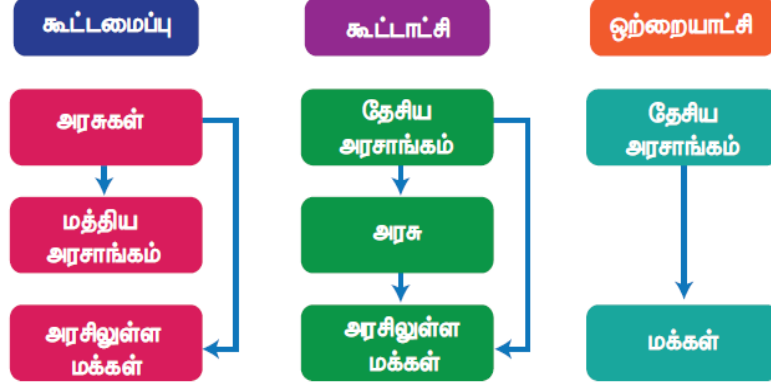 கூட்டமைப்பு
அரசுகள்
மத்திய
அரசாங்கம்
அரசிலுள்ள
மக்கள்
கூட்டாட்சி
தேசிய
அரசாங்கம்
அரசு
அரசிலுள்ள
மக்கள்
ஒற்றையாட்சி
தேசிய
அரசாங்கம்
மக்கள்